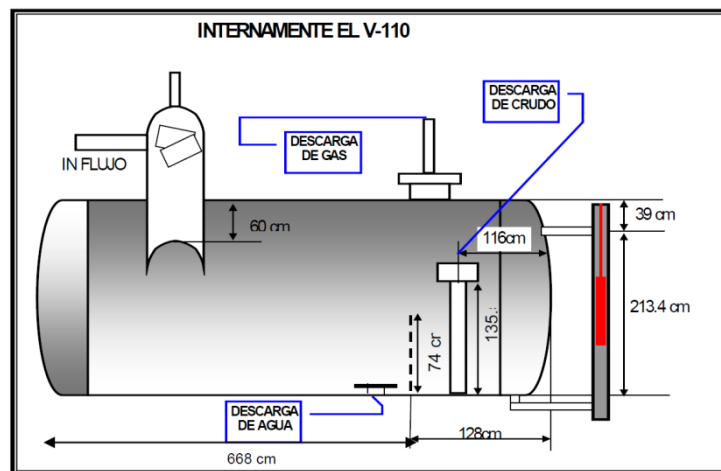 INTERNAMENTE EL V-110
DESCARGA
DE CRUDO
DESCARGA
DE GAS
IN FLUJO
60 cm
116cm
39 cm
213.4 cm
74 cr
135.
DESCARGA
DE AGUA
128cm
668 cm